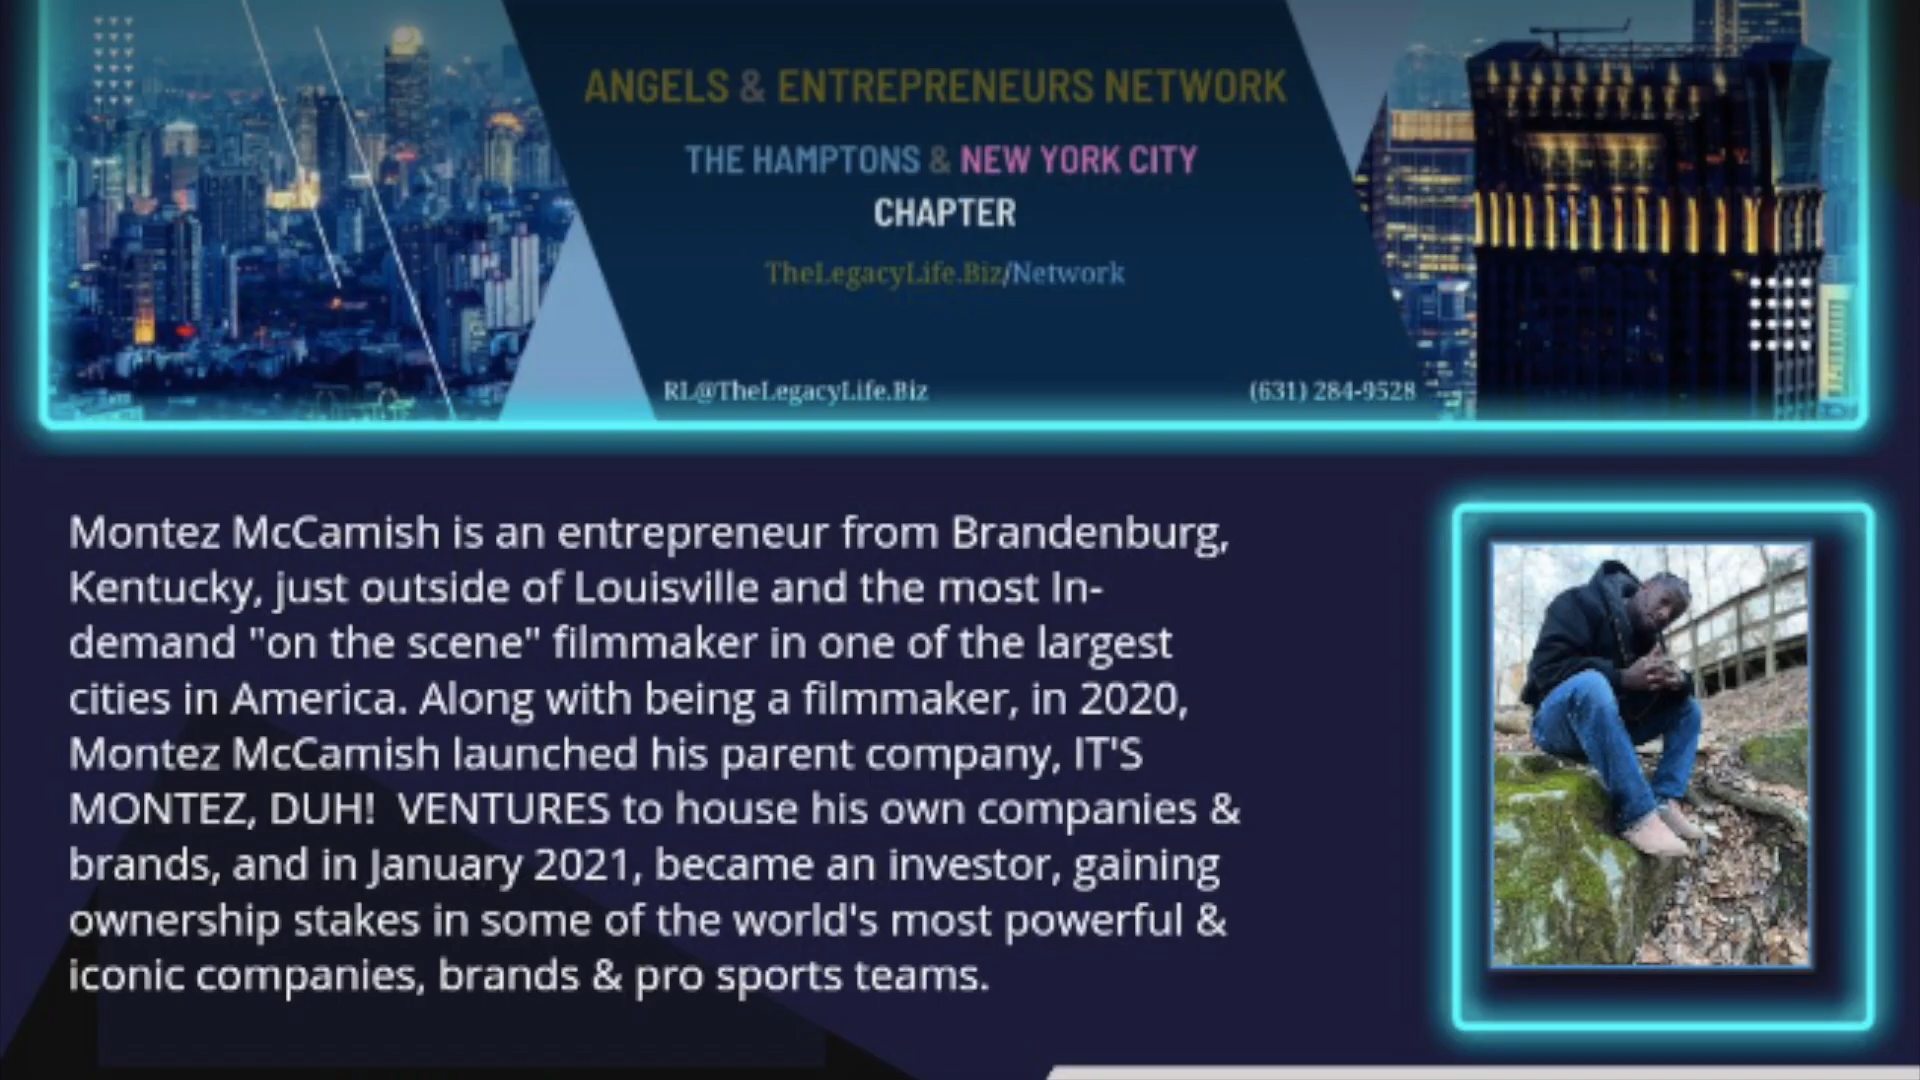 ANGELS & ENTREPRENEURS NETWORK
THE HAMPTONS & NEW YORK CITY
CHAPTER
TheLegacyLife.Biz/Network
RL@TheLegacyLife.Biz (631) 284-9528
Montez McCamish is an entrepreneur from Brandenburg,
Kentucky, just outside of Louisville and the most In-
demand "on the scene" filmmaker in one of the largest
cities in America. Along with being a filmmaker, in 2020,
Montez McCamish launched his parent company, IT'S
MONTEZ, DUH!  VENTURES to house his own companies &
brands, and in January 2021, became an investor, gaining
ownership stakes in some of the world's most powerful &
iconic companies, brands & pro sports teams.